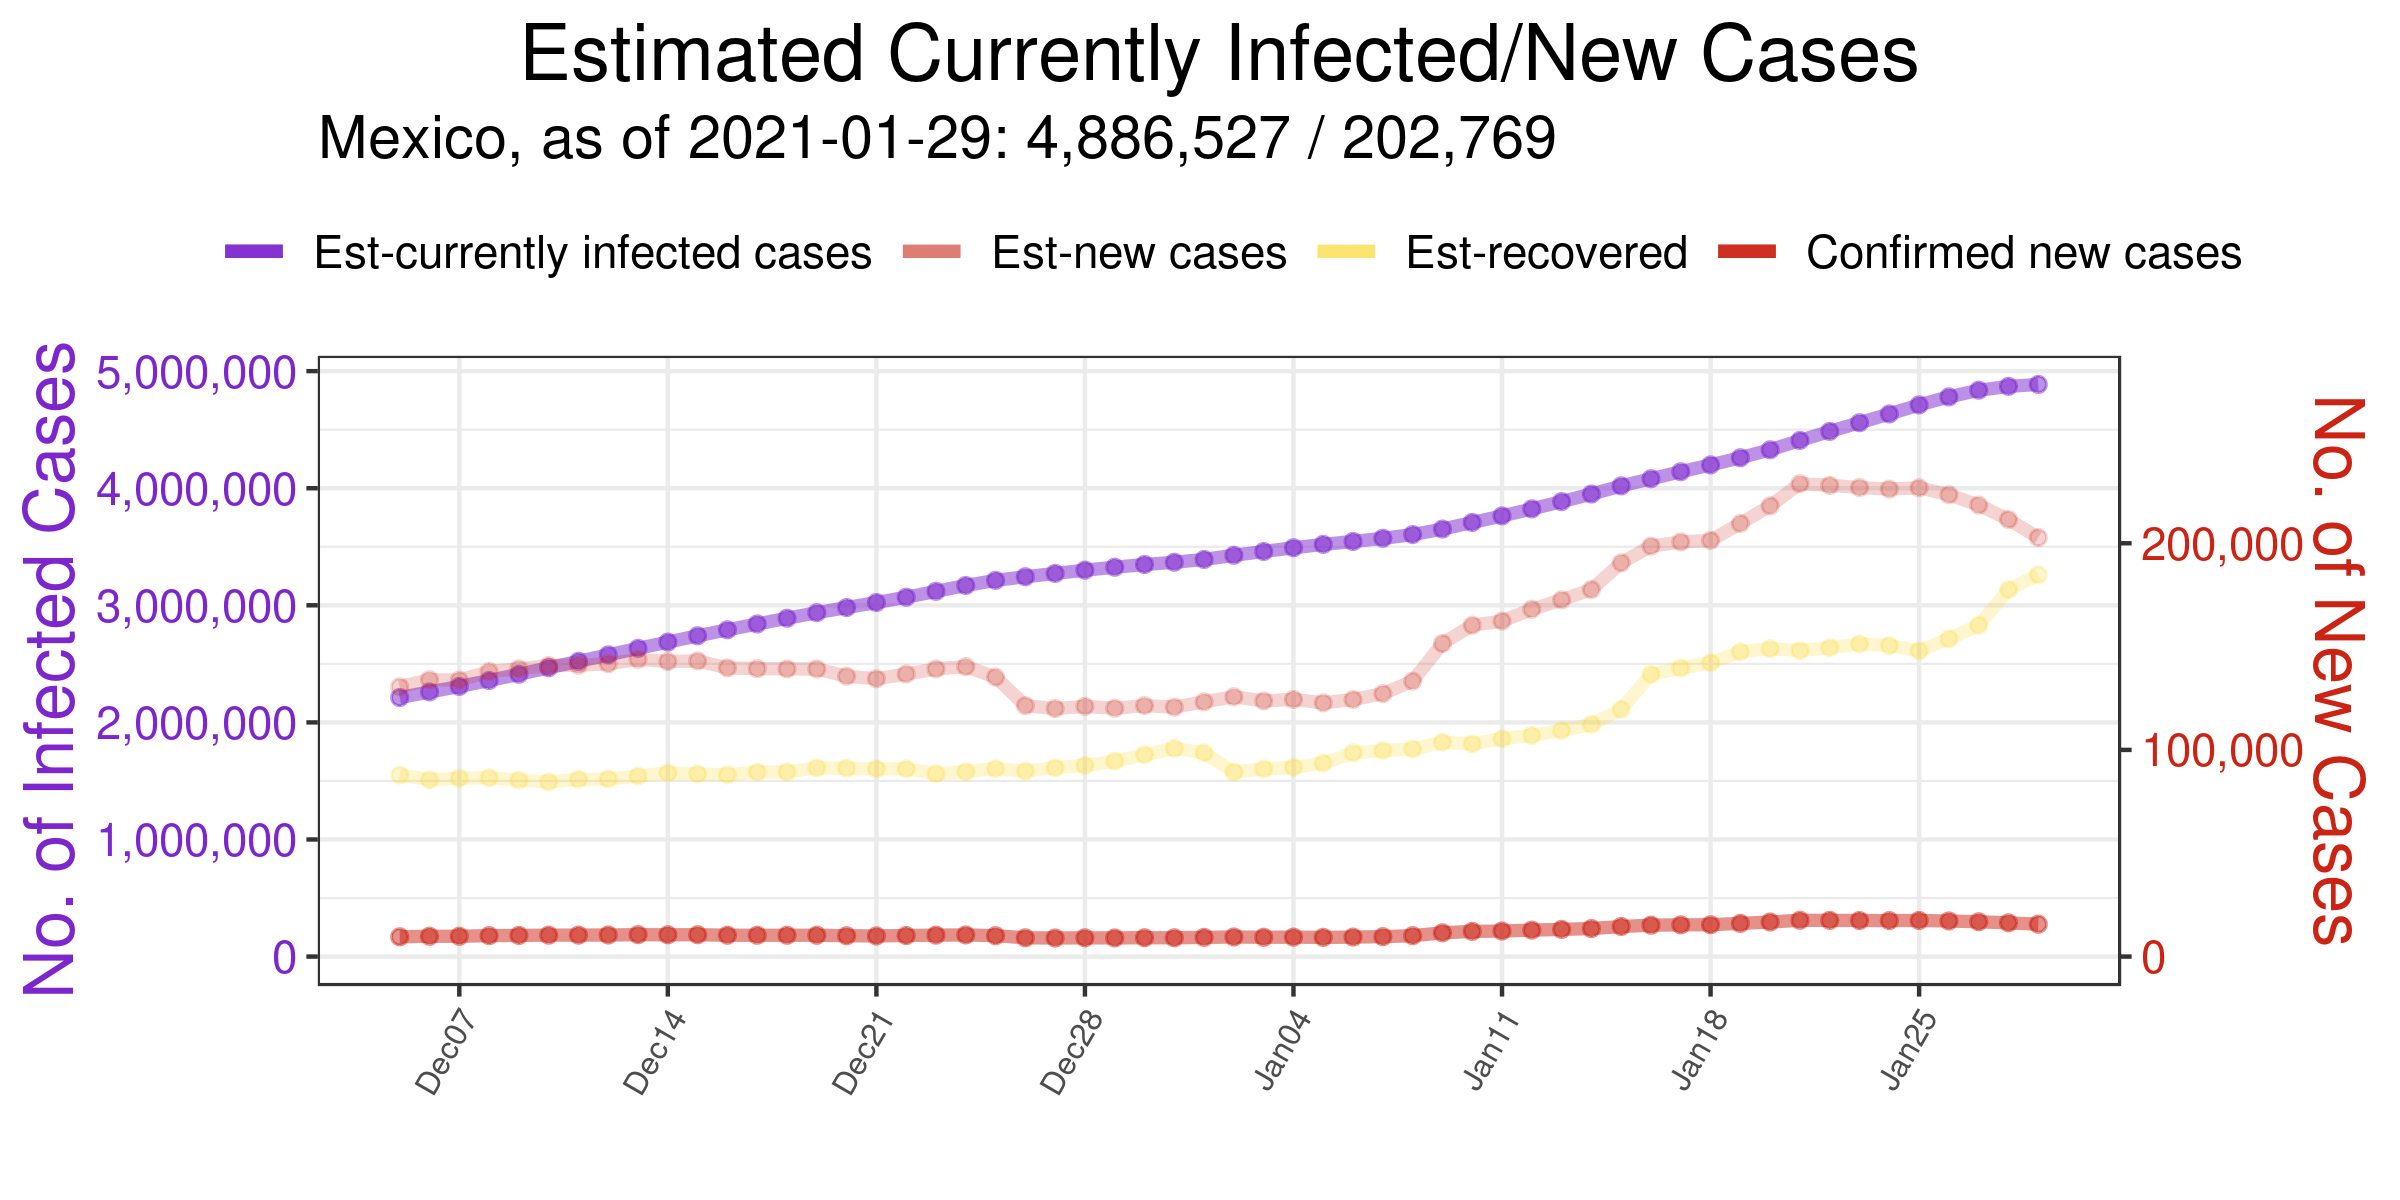 Estimated Currently Infected/New Cases
Mexico, as of 2021-01-29: 4,886,527 / 202,769
Est-currently infected cases Est-new cases Est-recovered Confirmed new cases
No. of Infected Cases
5,000,000
4,000,000
3,000,000
2,000,000
1,000,000
0
200,000
100,000
0
No. of New Cases
Dec07 Dec14 Dec21 Dec28 Jan04 Jan11 Jan18 Jan25